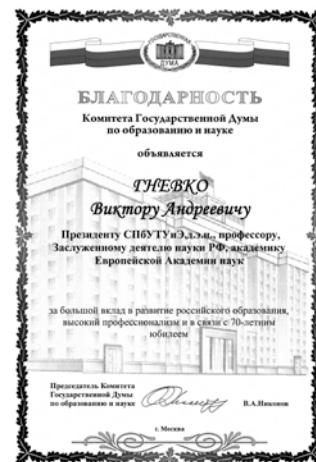 ГОСУДАРСТВЕННАЯ
ДУМА
БЛАГОДАРНОСТЬ
Комитета Государственной Думы
по образованию и науке
объявляется
ГНЕВКО
Виктору Андреевичу
Президенту СПбУТУиЭ, д.э.н., профессору,
Заслуженному деятелю науки РФ, академику
Европейской Академии наук
за большой вклад в развитие российского образования,
высокий профессионализм и в связи с 70-летним
юбилеем
Председатель Комитета
Государственной Думы
по образованию и науке
В.А.Никонов
г. Москва